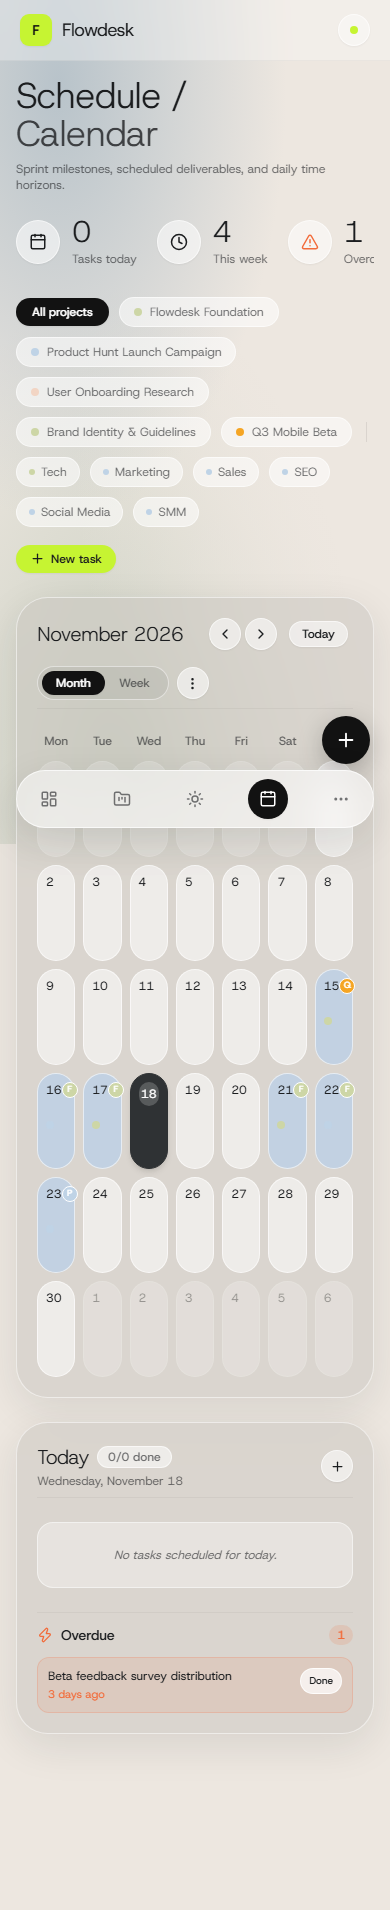 F Flowdesk
Schedule /
Calendar
Sprint milestones, scheduled deliverables, and daily time
horizons.
0 4 1
Tasks today This week Overd
All projects Flowdesk Foundation
Product Hunt Launch Campaign
User Onboarding Research
Brand Identity & Guidelines Q3 Mobile Beta
Tech Marketing Sales SEO
Social Media SMM
+ New task
November 2026 Today
Month Week
Mon Tue Wed Thu Fri Sat
2 3 4 5 6 7 8
9 10 11 12 13 14 15 Q
16 F 17 F 18 19 20 21 F 22 F
23 P 24 25 26 27 28 29
30 1 2 3 4 5 6
Today 0/0 done
Wednesday, November 18
No tasks scheduled for today.
Overdue 1
Beta feedback survey distribution Done
3 days ago